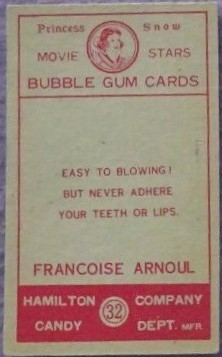 Princess Snow
MOVIE STARS
BUBBLE GUM CARDS
EASY TO BLOWING!
BUT NEVER ADHERE
YOUR TEETH OR LIPS.
FRANCOISE ARNOUL
HAMILTON 32 COMPANY
CANDY DEPT. MFR.